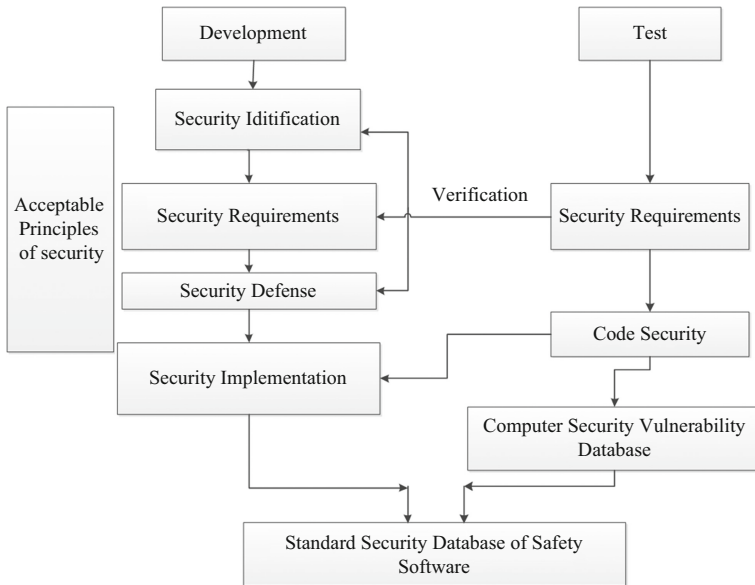 Development
Test
Security Iditification
Acceptable
Principles
of security
Verification
Security Requirements
Security Requirements
Security Defense
Code Security
Security Implementation
Computer Security Vulnerability
Database
Standard Security Database of Safety
Software